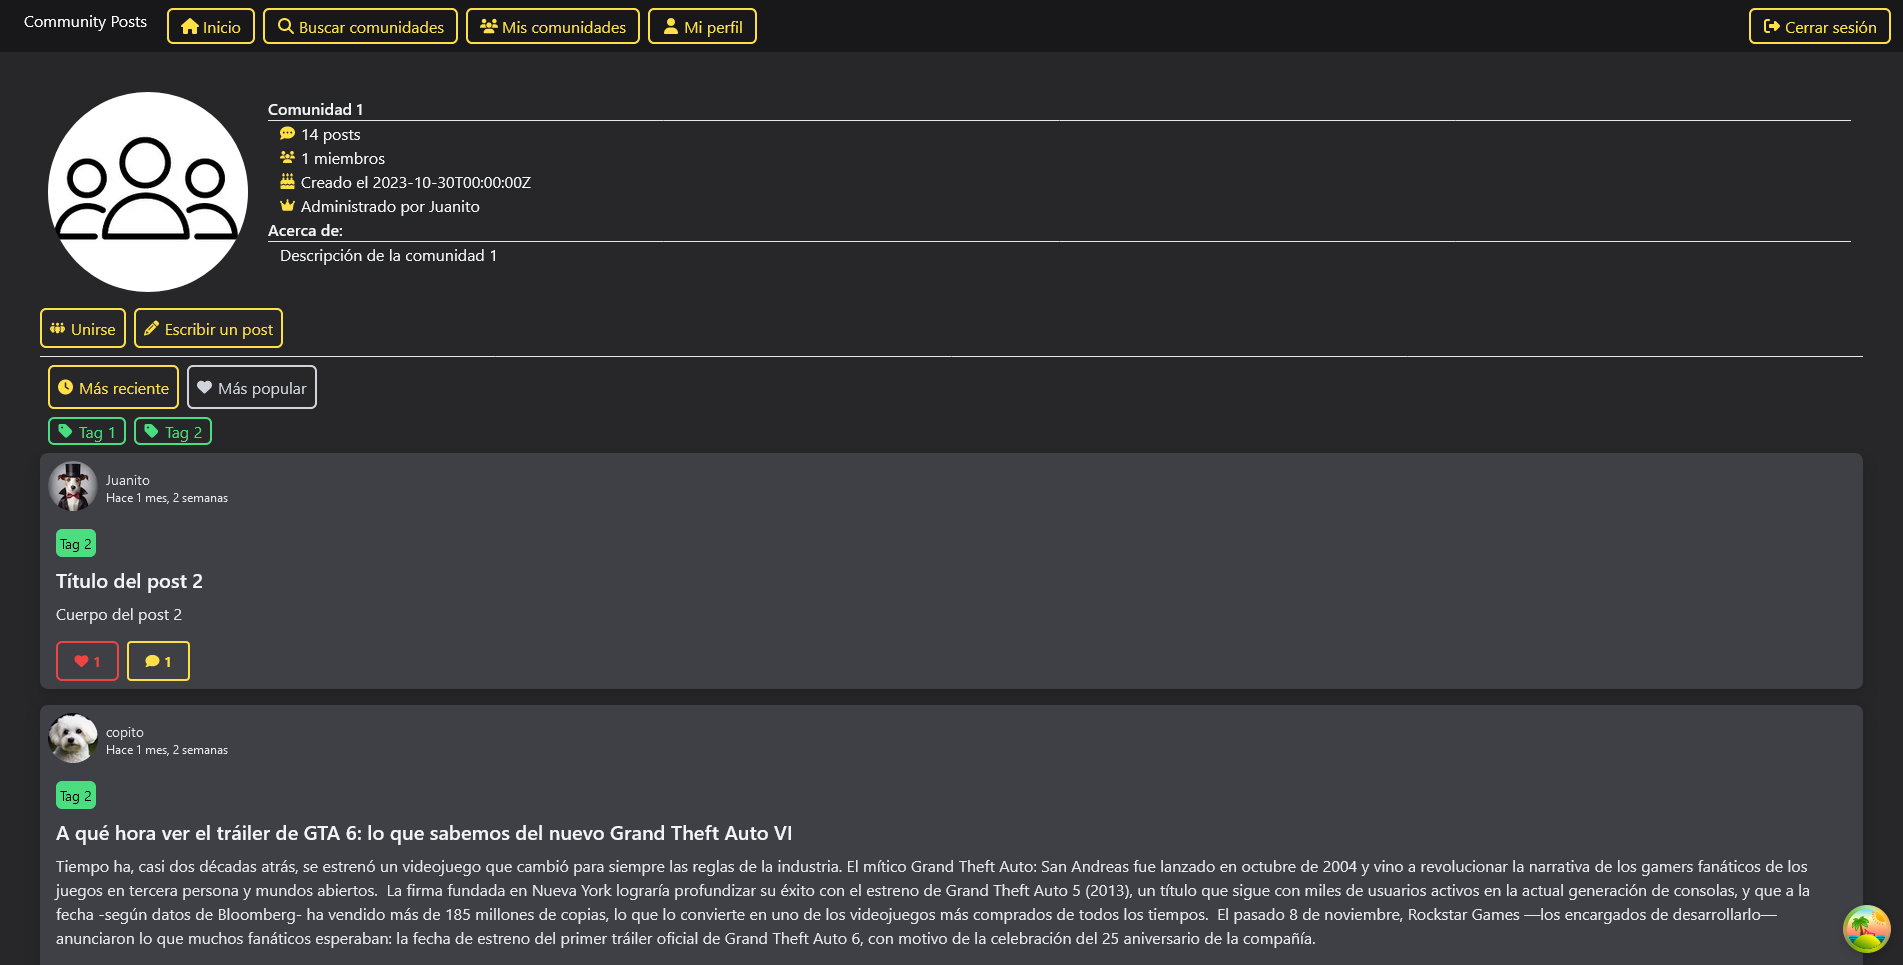 Community Posts
Inicio
Buscar comunidades
Mis comunidades
Mi perfil
Cerrar sesión
Comunidad 1
14 posts
1 miembros
Creado el 2023-10-30T00:00:00Z
Administrado por Juanito
Acerca de:
Descripción de la comunidad 1
Unirse
Escribir un post
Más reciente
Más popular
Tag 1
Tag 2
Juanito
Hace 1 mes, 2 semanas
Tag 2
Título del post 2
Cuerpo del post 2
1
1
copito
Hace 1 mes, 2 semanas
Tag 2
A qué hora ver el tráiler de GTA 6: lo que sabemos del nuevo Grand Theft Auto VI
Tiempo ha, casi dos décadas atrás, se estrenó un videojuego que cambió para siempre las reglas de la industria. El mítico Grand Theft Auto: San Andreas fue lanzado en octubre de 2004 y vino a revolucionar la narrativa de los gamers fanáticos de los
juegos en tercera persona y mundos abiertos.  La firma fundada en Nueva York lograría profundizar su éxito con el estreno de Grand Theft Auto 5 (2013), un título que sigue con miles de usuarios activos en la actual generación de consolas, y que a la
fecha -según datos de Bloomberg- ha vendido más de 185 millones de copias, lo que lo convierte en uno de los videojuegos más comprados de todos los tiempos.  El pasado 8 de noviembre, Rockstar Games —los encargados de desarrollarlo—
anunciaron lo que muchos fanáticos esperaban: la fecha de estreno del primer tráiler oficial de Grand Theft Auto 6, con motivo de la celebración del 25 aniversario de la compañía.